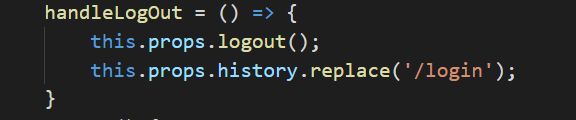 handleLogOut = () => {
this.props.logout();
this.props.history.replace('/login');
}